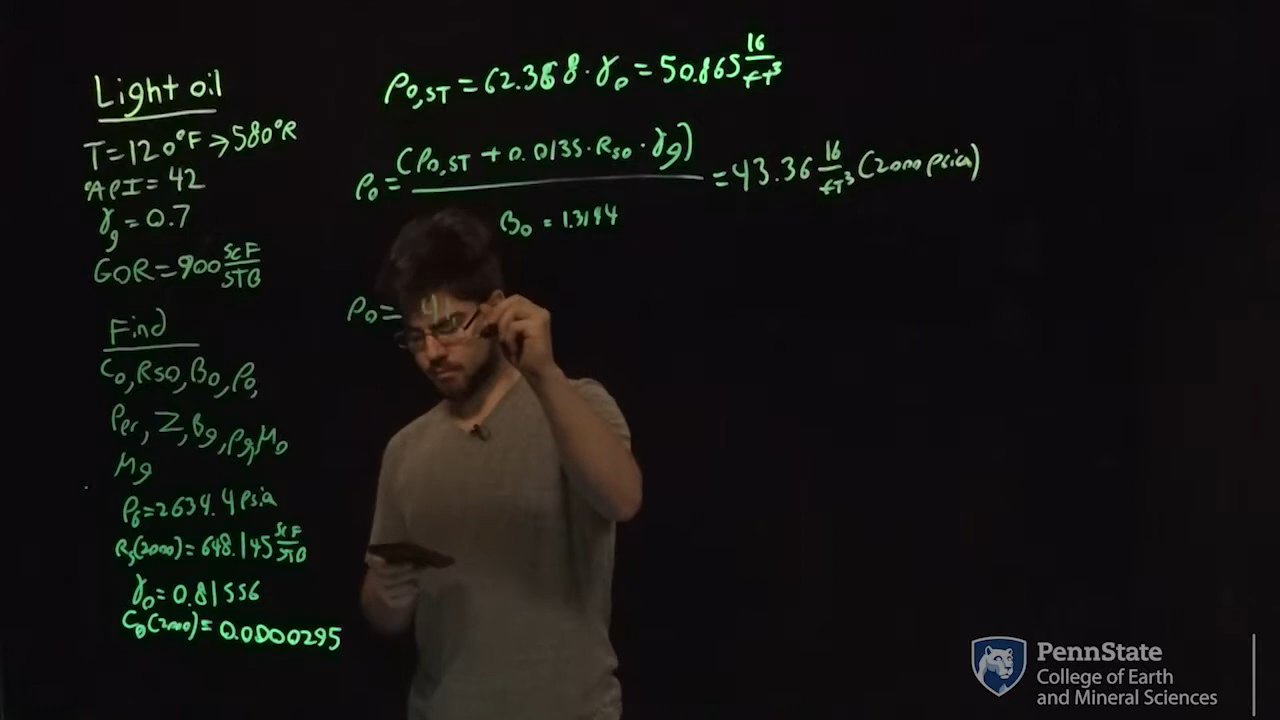 Light oil
T=120°F→580°R
°API=42
γg=0.7
GOR=900 SCF/STB
Find
Co, Rso, Bo, ρo,
Pcr, Z, Bg, ρg, μo
μg
Pb=2634.4 Psia
Rs(2000)=648.145 SCF/STB
γo=0.81556
Co(2000)=0.0000295
ρo,ST=62.368·γo=50.865 lb/ft³
ρo=(ρo,ST+0.0135·Rso·γg)/Bo=1.3194 =43.36 lb/ft³ (2000 psia)
ρo=
PennState
College of Earth
and Mineral Sciences